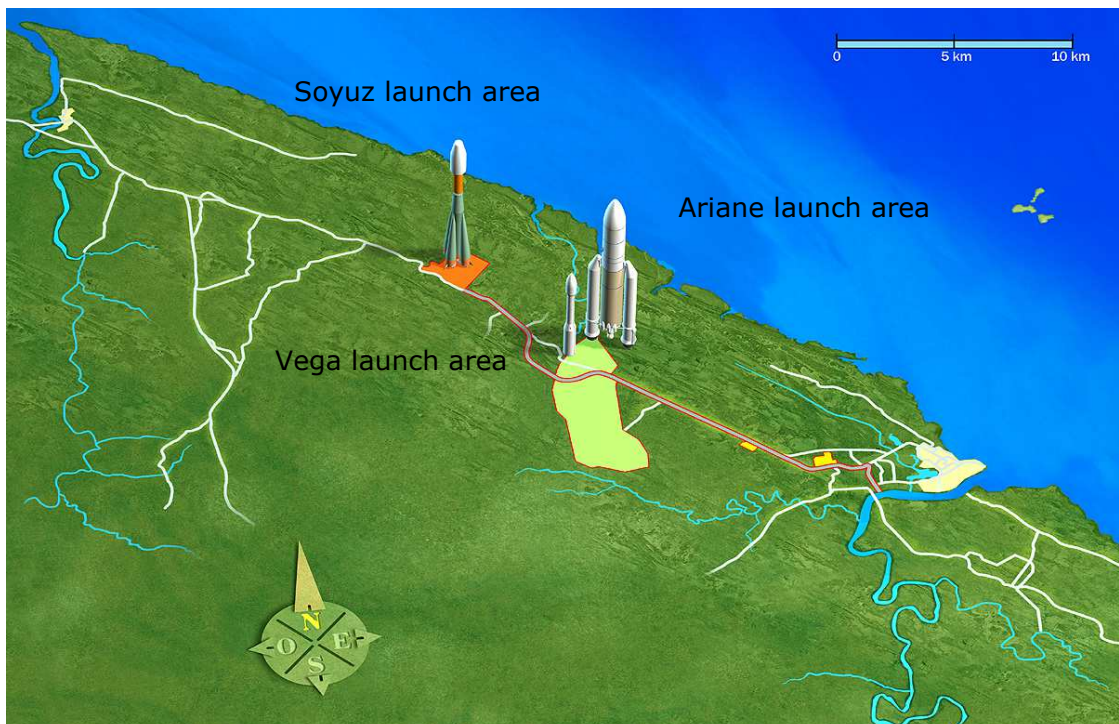 Soyuz launch area
0 5 km 10 km
Ariane launch area
Vega launch area
N
O E
S